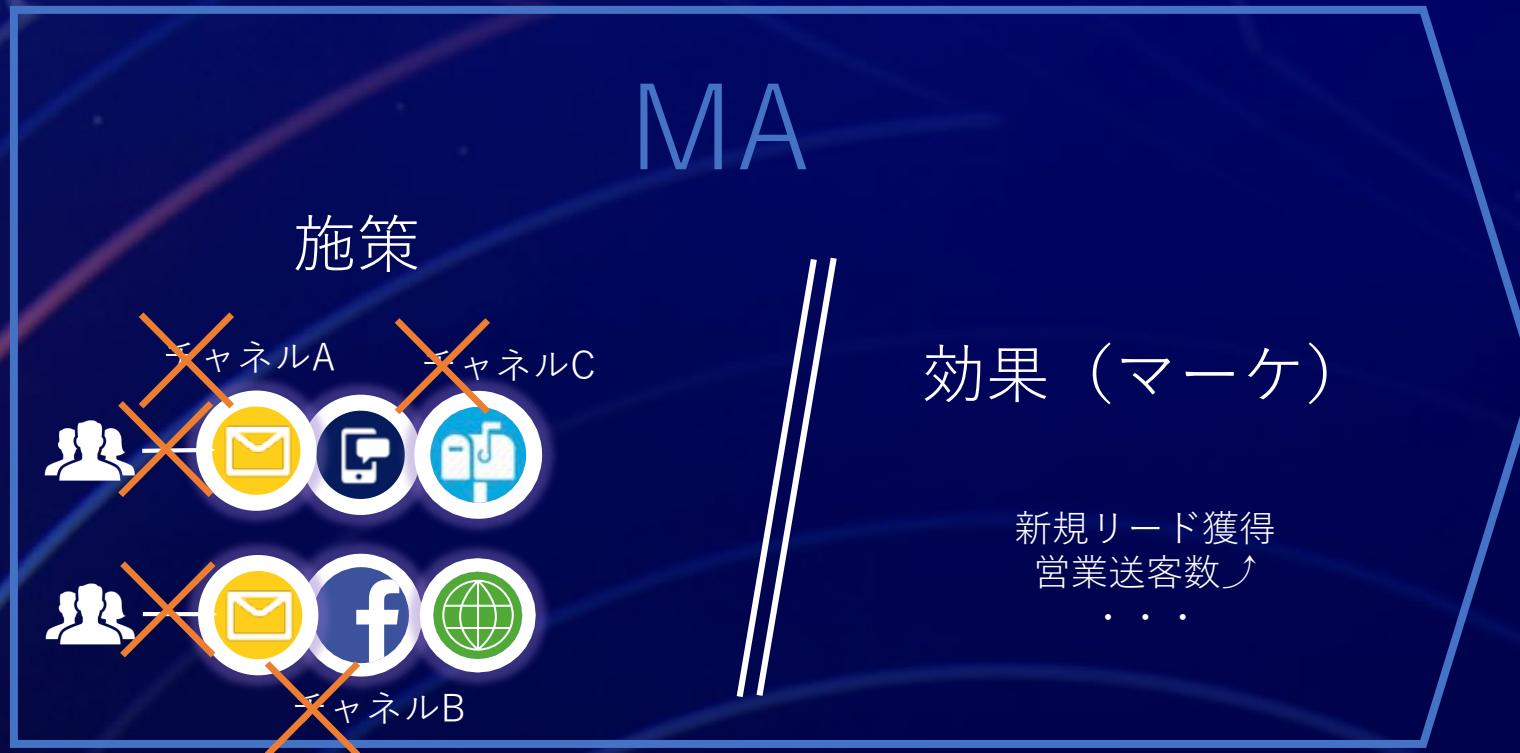 MA
施策
チャネルA
チャネルC
チャネルB
効果（マーケ）
新規リード獲得
営業送客数⤴
・・・